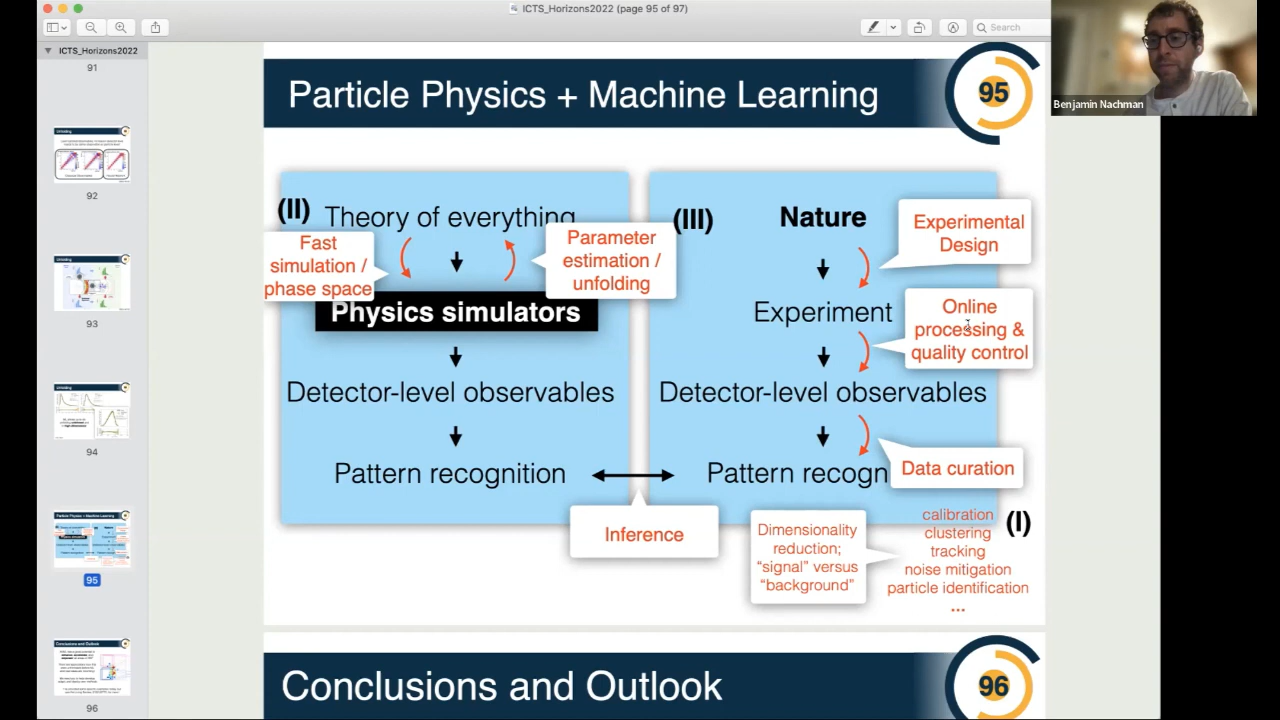 ICTS_Horizons2022 (page 95 of 97)
Search
Benjamin Nachman
ICTS_Horizons2022
91
92
93
94
95
96
Particle Physics + Machine Learning
95
(II)
Theory of everything
Fast
simulation /
phase space
Parameter
estimation /
unfolding
Physics simulators
Detector-level observables
Pattern recognition
Inference
(III)
Nature
Experimental
Design
Experiment
Online
processing &
quality control
Detector-level observables
Pattern recogn
Data curation
Dimensionality
reduction;
“signal” versus
“background”
calibration
clustering
tracking
noise mitigation
particle identification
...
(I)
Conclusions and Outlook
96